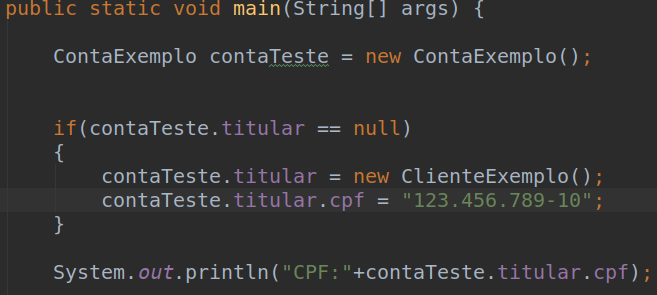 public static void main(String[] args) {
ContaExemplo contaTeste = new ContaExemplo();
if(contaTeste.titular == null)
{
contaTeste.titular = new ClienteExemplo();
contaTeste.titular.cpf = "123.456.789-10";
}
System.out.println("CPF:"+contaTeste.titular.cpf);